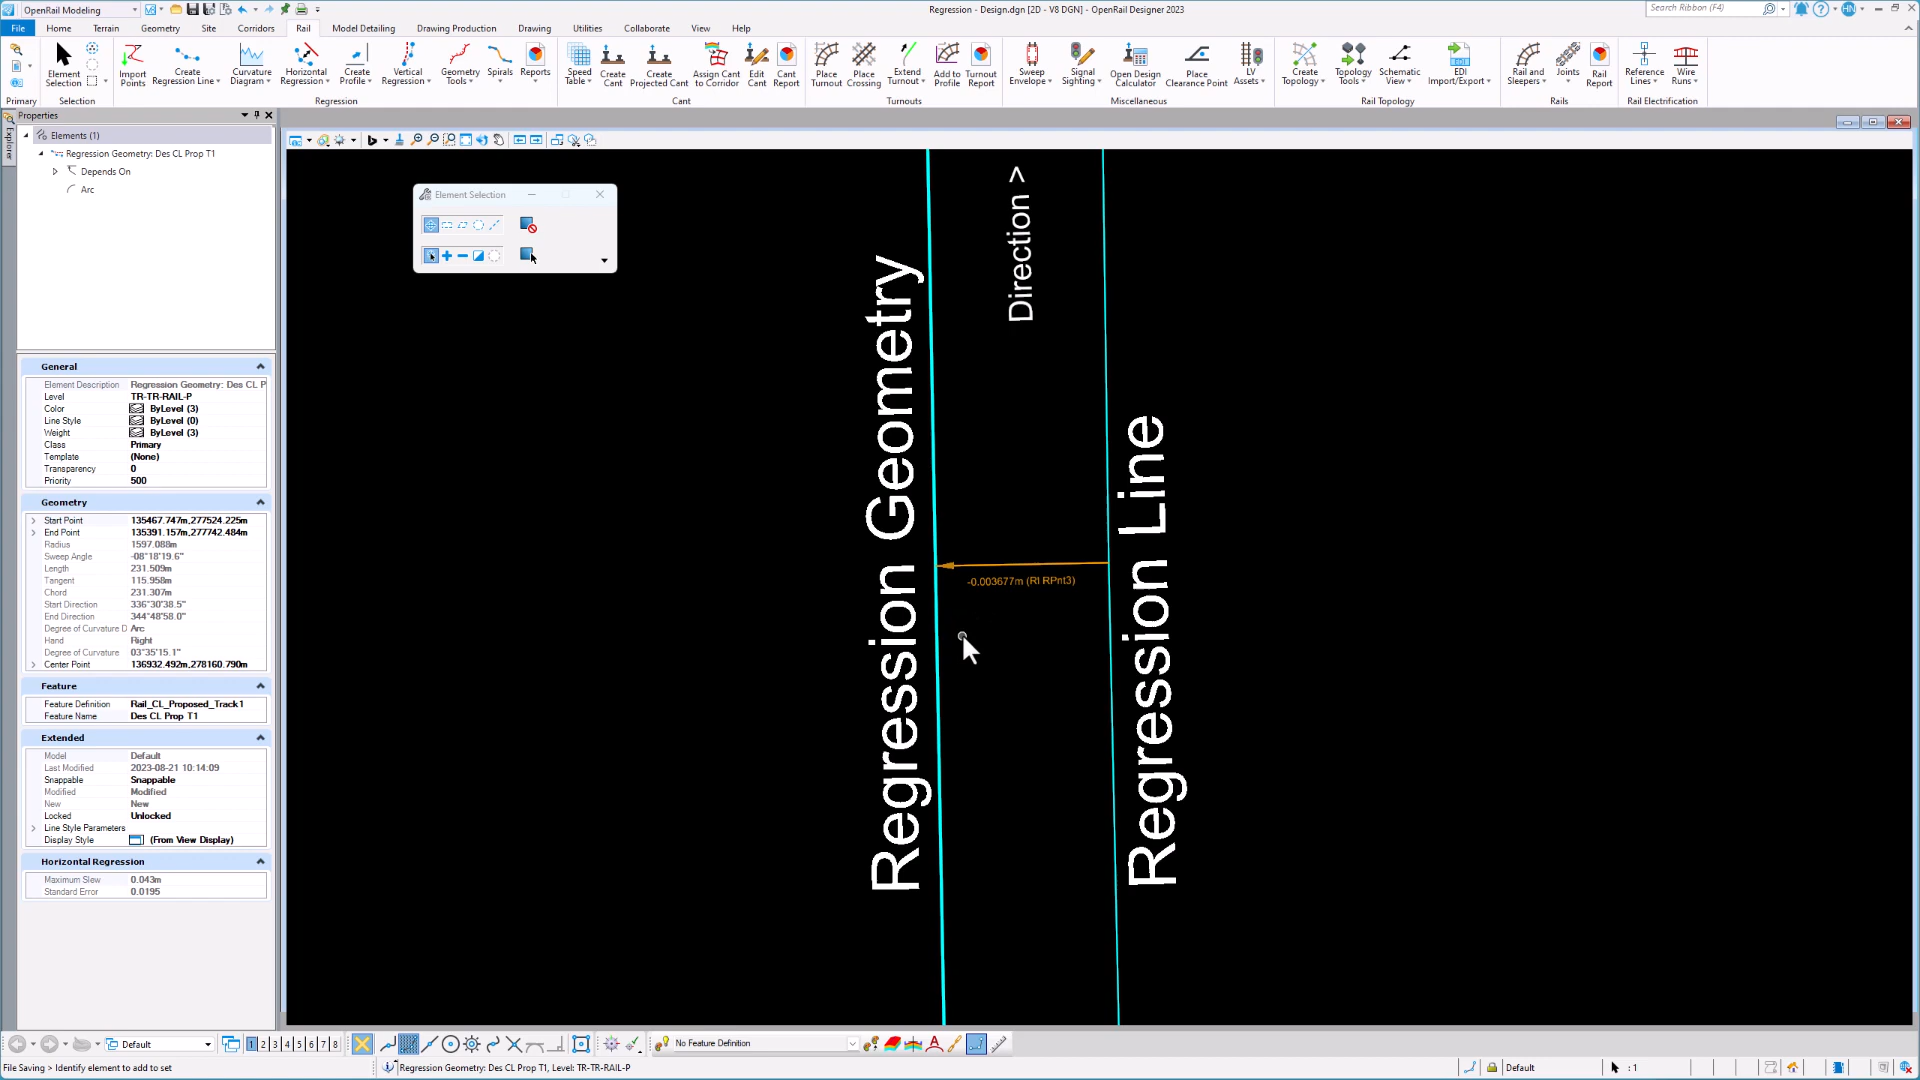 OpenRail Modeling
Regression - Design.dgn [2D - V8 DGN] - OpenRail Designer 2023
Search Ribbon (F4)
HN
File
Home
Terrain
Geometry
Site
Corridors
Rail
Model Detailing
Drawing Production
Drawing
Utilities
Collaborate
View
Help
Element Selection
Import Points
Create Regression Line
Curvature Diagram
Horizontal Regression
Create Profile
Vertical Regression
Geometry Tools
Spirals
Reports
Speed Table
Create Cant
Create Projected Cant
Assign Cant to Corridor
Edit Cant
Cant Report
Place Turnout
Place Crossing
Extend Turnout
Add to Profile
Turnout Report
Sweep Envelope
Signal Sighting
Open Design Calculator
Place Clearance Point
LV Assets
Create Topology
Topology Tools
Schematic View
EDI Import/Export
Rail and Sleepers
Joints
Rail Report
Reference Lines
Wire Runs
Primary
Selection
Regression
Cant
Turnouts
Miscellaneous
Rail Topology
Rails
Rail Electrification
Explorer
Properties
Elements (1)
Regression Geometry: Des CL Prop T1
Depends On
Arc
General
Element Description Regression Geometry: Des CL P
Level TR-TR-RAIL-P
Color ByLevel (3)
Line Style ByLevel (0)
Weight ByLevel (3)
Class Primary
Template (None)
Transparency 0
Priority 500
Geometry
Start Point 135467.747m,277524.225m
End Point 135391.157m,277742.484m
Radius 1597.088m
Sweep Angle -08°18'19.6"
Length 231.509m
Tangent 115.958m
Chord 231.307m
Start Direction 336°30'38.5"
End Direction 344°48'58.0"
Degree of Curvature D Arc
Hand Right
Degree of Curvature 03°35'15.1"
Center Point 136932.492m,278160.790m
Feature
Feature Definition Rail_CL_Proposed_Track1
Feature Name Des CL Prop T1
Extended
Model Default
Last Modified 2023-08-21 10:14:09
Snappable Snappable
Modified Modified
New New
Locked Unlocked
Line Style Parameters
Display Style (From View Display)
Horizontal Regression
Maximum Slew 0.043m
Standard Error 0.0195
Element Selection
Direction >
Regression Geometry
-0.003677m (RI RPnt3)
Regression Line
Default
1 2 3 4 5 6 7 8
No Feature Definition
File Saving > Identify element to add to set
Regression Geometry: Des CL Prop T1, Level: TR-TR-RAIL-P
Default
: 1